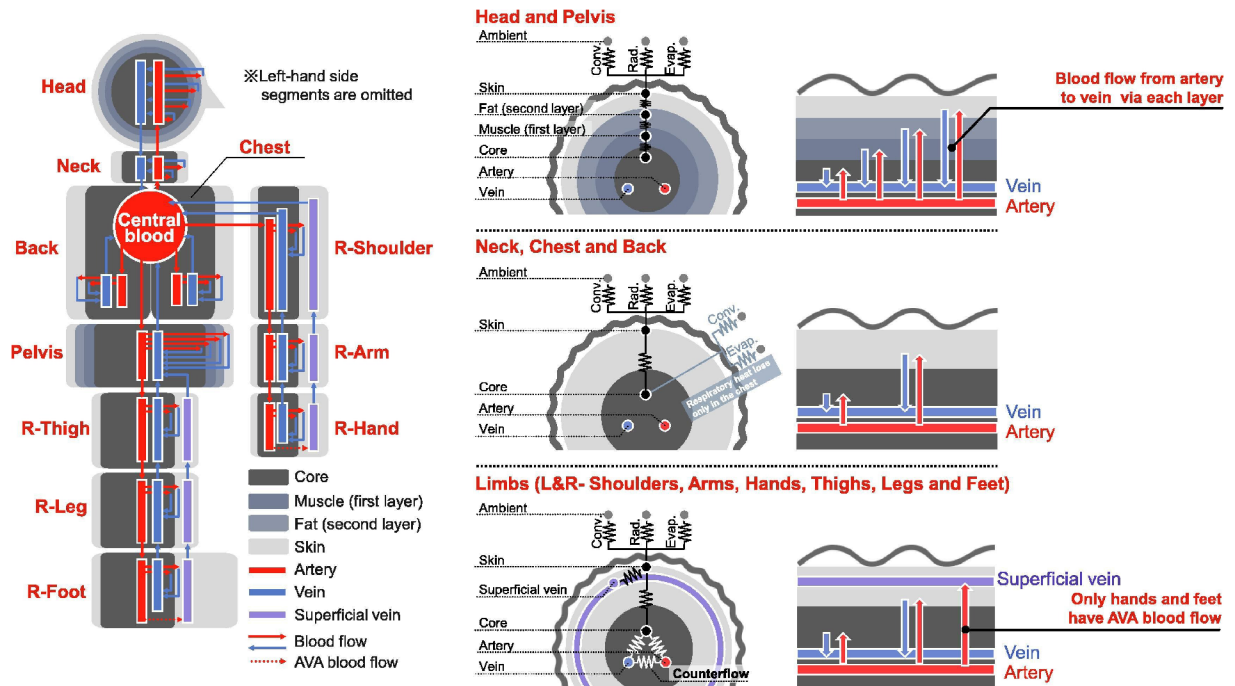 Head
※Left-hand side
segments are omitted
Neck
Chest
Central
blood
Back
R-Shoulder
Pelvis
R-Arm
R-Thigh
R-Hand
R-Leg
R-Foot
Core
Muscle (first layer)
Fat (second layer)
Skin
Artery
Vein
Superficial vein
Blood flow
AVA blood flow
Head and Pelvis
Ambient
Conv.
Rad.
Evap.
Skin
Fat (second layer)
Muscle (first layer)
Core
Artery
Vein
Blood flow from artery
to vein via each layer
Vein
Artery
Neck, Chest and Back
Ambient
Conv.
Rad.
Evap.
Skin
Conv.
Evap.
Respiratory heat loss
only in the chest
Core
Artery
Vein
Vein
Artery
Limbs (L&R- Shoulders, Arms, Hands, Thighs, Legs and Feet)
Ambient
Conv.
Rad.
Evap.
Skin
Superficial vein
Core
Artery
Vein
Counterflow
Superficial vein
Only hands and feet
have AVA blood flow
Vein
Artery